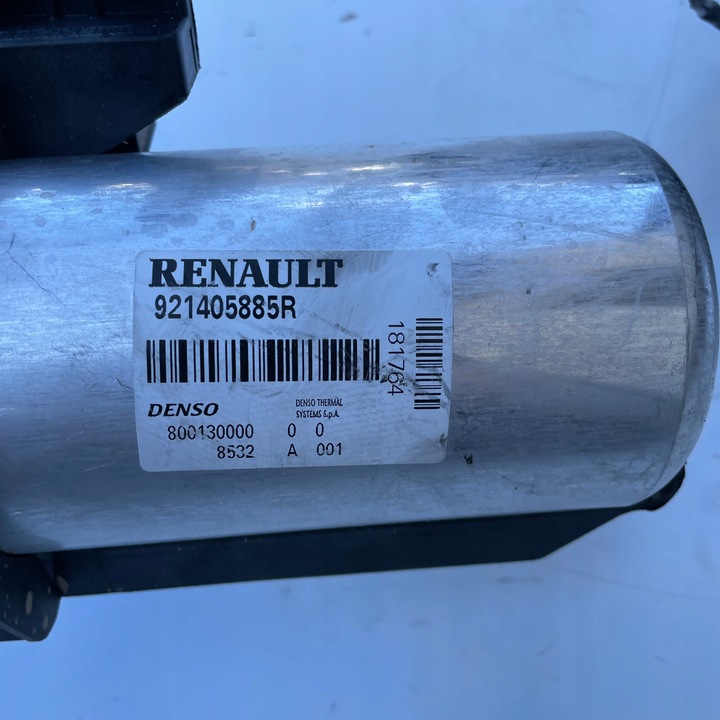 RENAULT
921405885R
181764
DENSO
DENSO THERMAL
SYSTEMS S.p.A.
800130000 0 0
8532 A 001